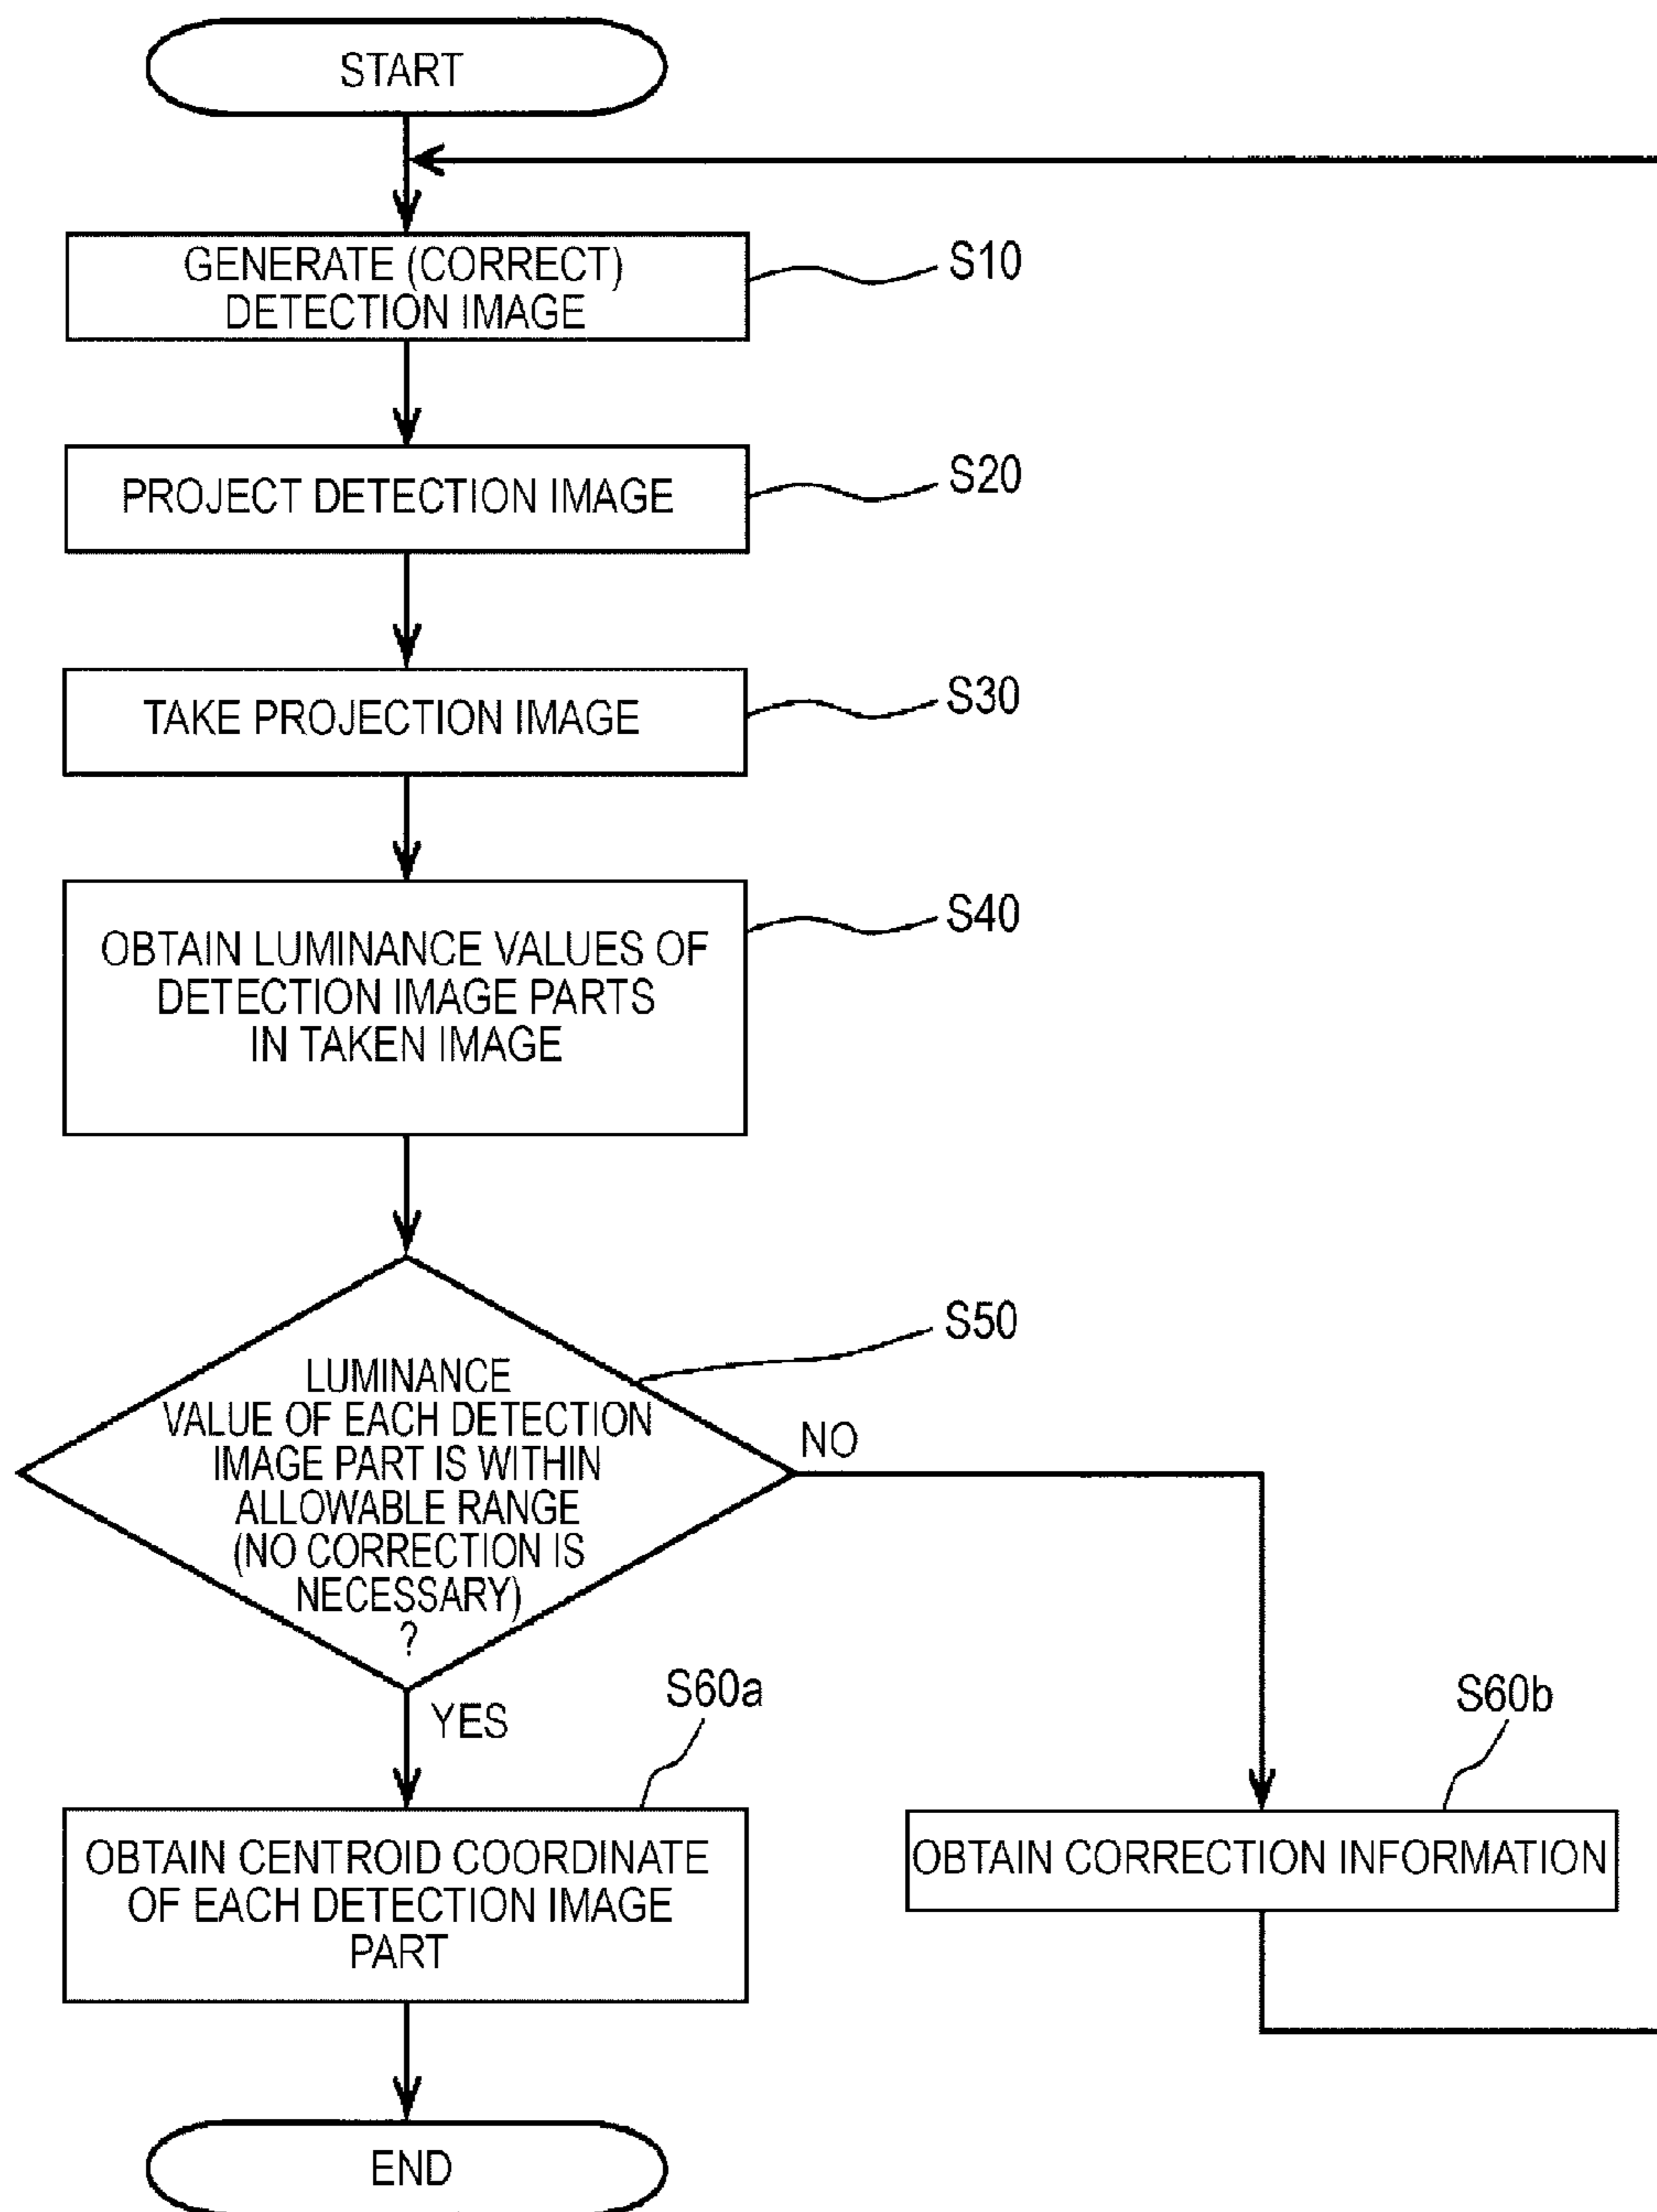 START
GENERATE (CORRECT)
DETECTION IMAGE
S10
PROJECT DETECTION IMAGE
S20
TAKE PROJECTION IMAGE
S30
OBTAIN LUMINANCE VALUES OF
DETECTION IMAGE PARTS
IN TAKEN IMAGE
S40
LUMINANCE
VALUE OF EACH DETECTION
IMAGE PART IS WITHIN
ALLOWABLE RANGE
(NO CORRECTION IS
NECESSARY)
?
S50
NO
YES
S60a
OBTAIN CENTROID COORDINATE
OF EACH DETECTION IMAGE
PART
S60b
OBTAIN CORRECTION INFORMATION
END